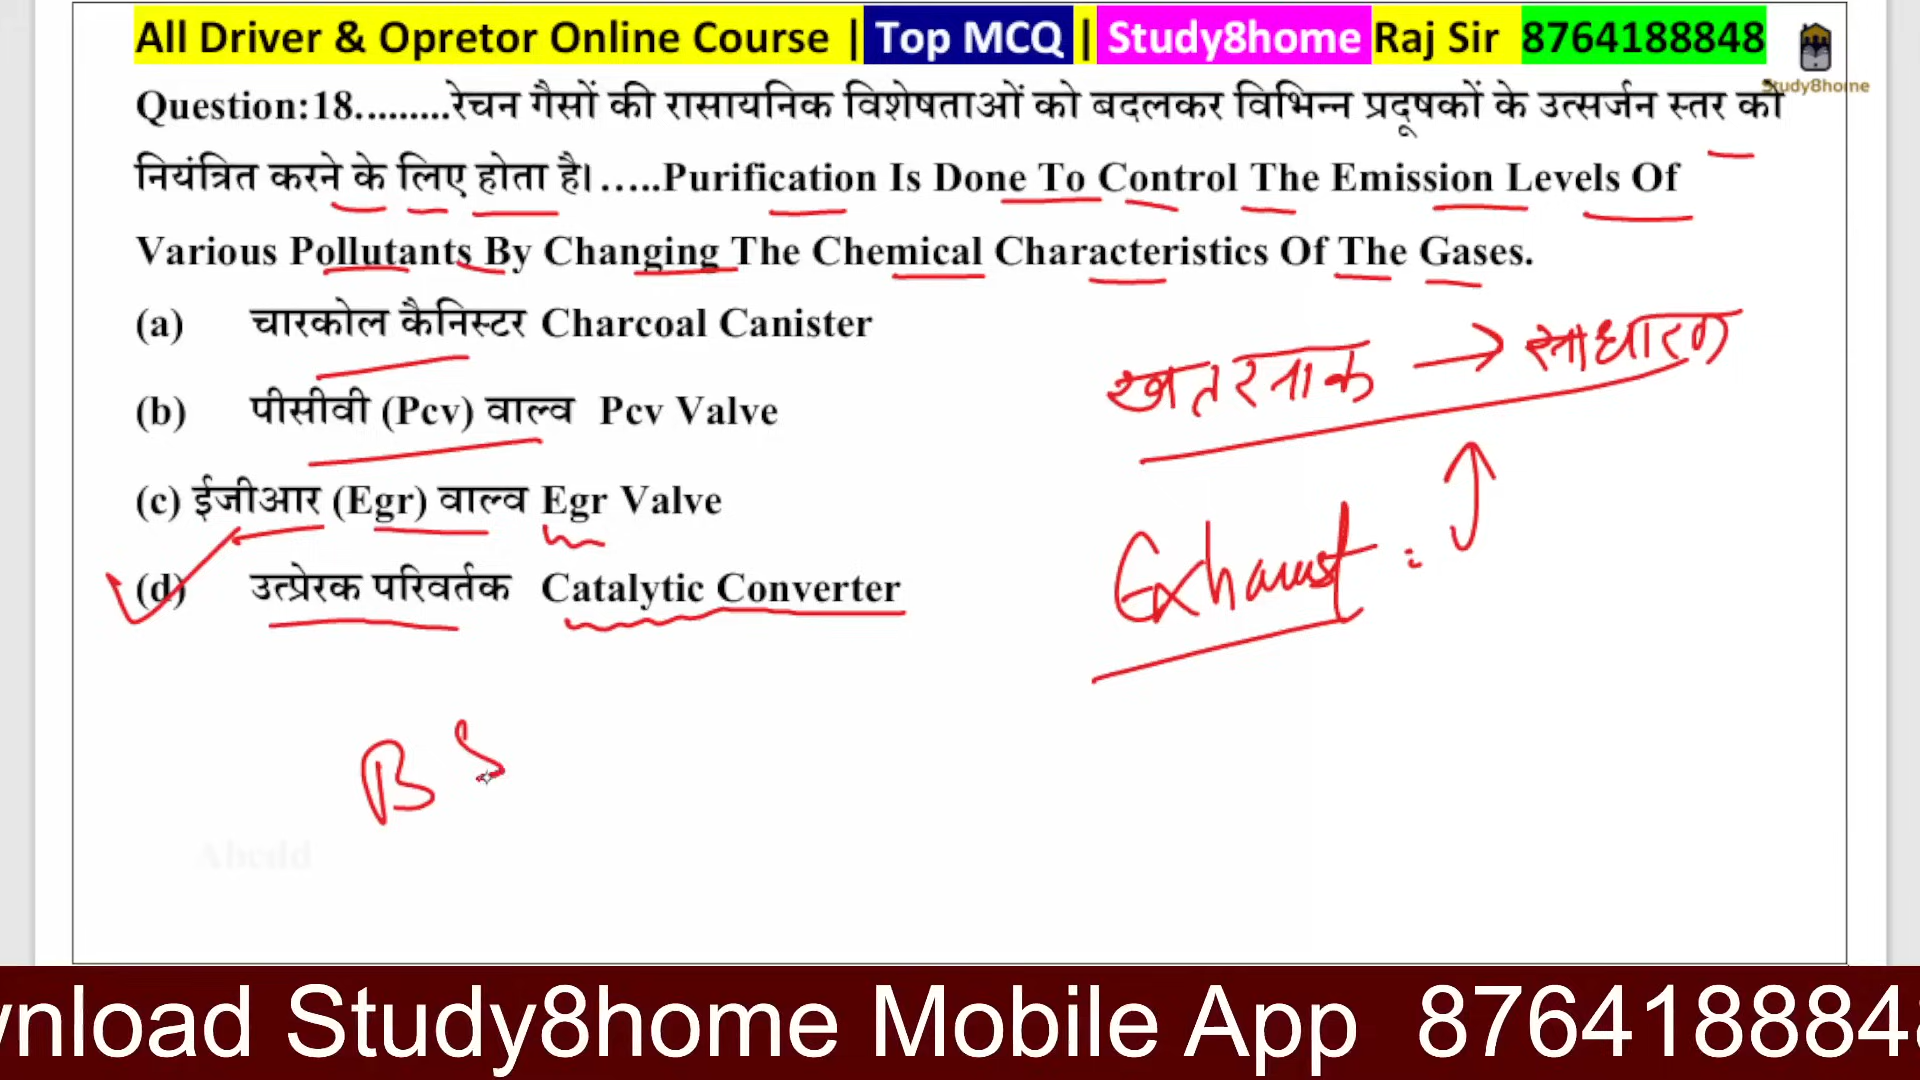 All Driver & Opretor Online Course | Top MCQ | Study8home Raj Sir 8764188848
Study8home
Question:18.........रेचन गैसों की रासायनिक विशेषताओं को बदलकर विभिन्न प्रदूषकों के उत्सर्जन स्तर को
नियंत्रित करने के लिए होता है। .....Purification Is Done To Control The Emission Levels Of
Various Pollutants By Changing The Chemical Characteristics Of The Gases.
(a) चारकोल कैनिस्टर Charcoal Canister
(b) पीसीवी (Pcv) वाल्व Pcv Valve
(c) ईजीआर (Egr) वाल्व Egr Valve
(d) उत्प्रेरक परिवर्तक Catalytic Converter
खतरनाक → साधारण
Exhaust :
B S
Abcdd
wnload Study8home Mobile App 8764188848